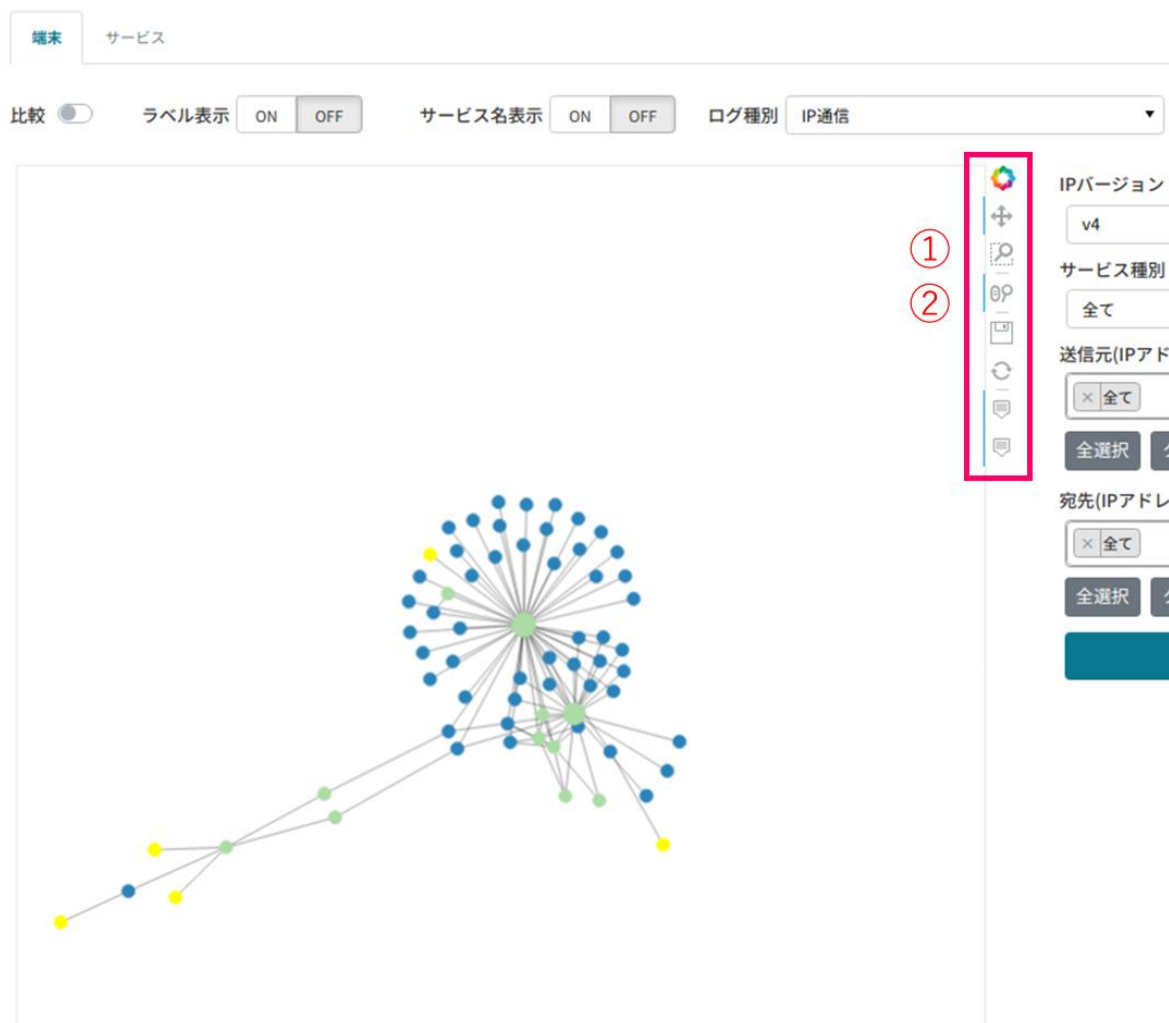 端末 サービス
比較 ラベル表示 ON OFF サービス名表示 ON OFF ログ種別 IP通信
IPバージョン
v4
①
サービス種別
②
全て
送信元(IPアド
× 全て
全選択
宛先(IPアドレ
× 全て
全選択